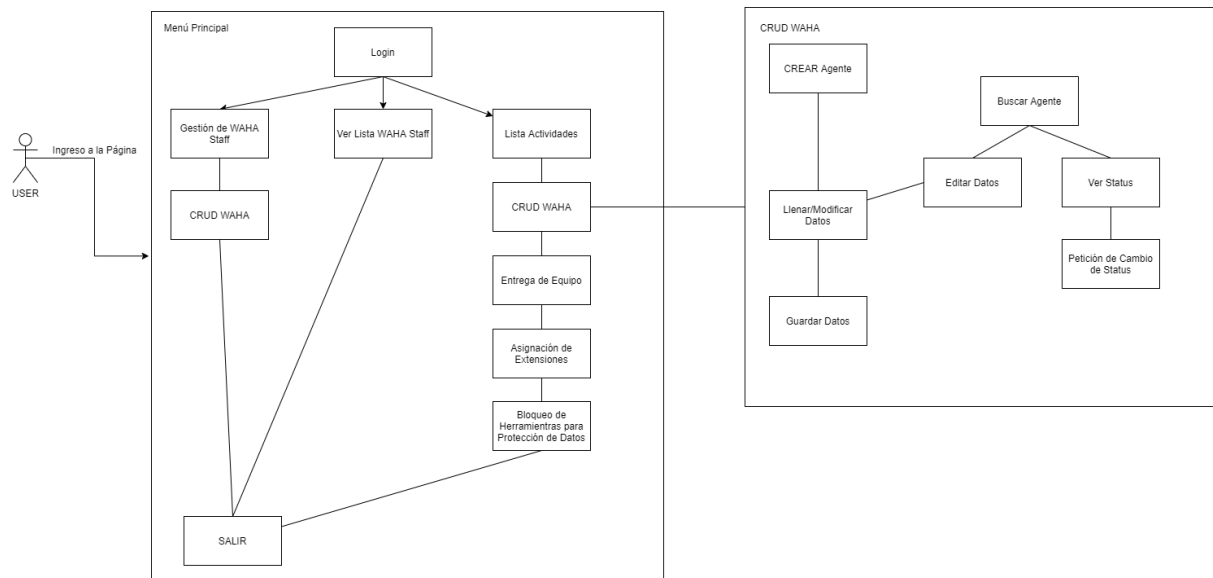 Menú Principal
Login
Gestión de WAHA
Staff
Ver Lista WAHA Staff
Lista Actividades
Ingreso a la Página
USER
CRUD WAHA
CRUD WAHA
Entrega de Equipo
Asignación de
Extensiones
Bloqueo de
Herramientras para
Protección de Datos
SALIR
CRUD WAHA
CREAR Agente
Buscar Agente
Editar Datos
Ver Status
Llenar/Modificar
Datos
Petición de Cambio
de Status
Guardar Datos